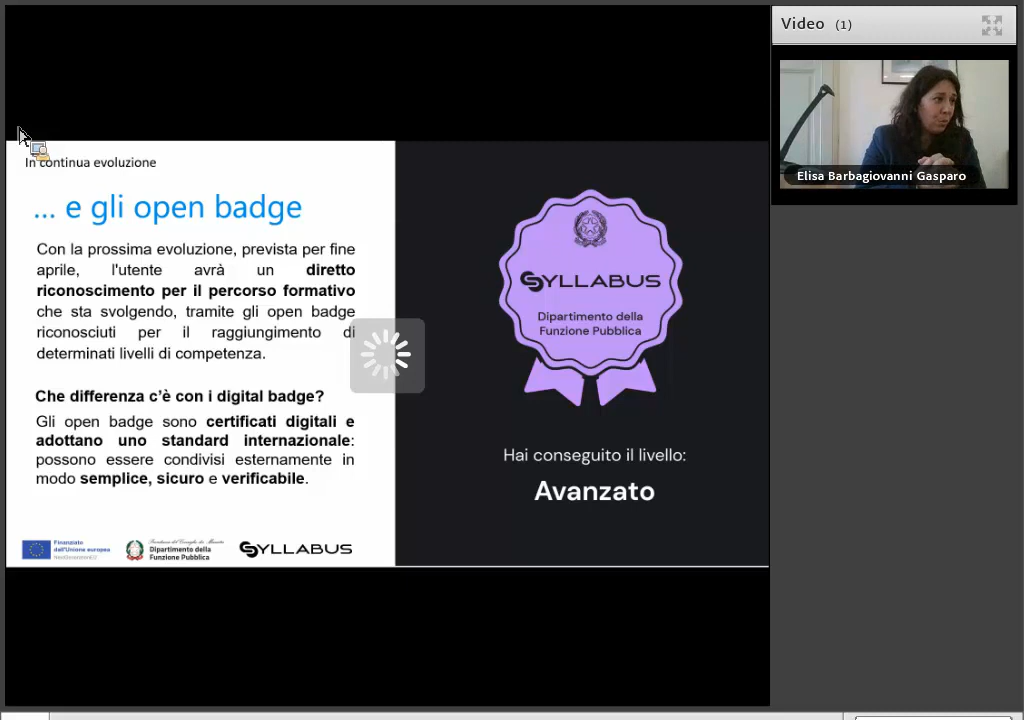 Video (1)
Elisa Barbagiovanni Gasparo
In continua evoluzione
... e gli open badge
Con la prossima evoluzione, prevista per fine
aprile, l'utente avrà un diretto
riconoscimento per il percorso formativo
che sta svolgendo, tramite gli open badge
riconosciuti per il raggiungimento di
determinati livelli di competenza.
Che differenza c'è con i digital badge?
Gli open badge sono certificati digitali e
adottano uno standard internazionale:
possono essere condivisi esternamente in
modo semplice, sicuro e verificabile.
Finanziato
dall'Unione europea
NextGenerationEU
Dipartimento della
Funzione Pubblica
SYLLABUS
SYLLABUS
Dipartimento della
Funzione Pubblica
Hai conseguito il livello:
Avanzato